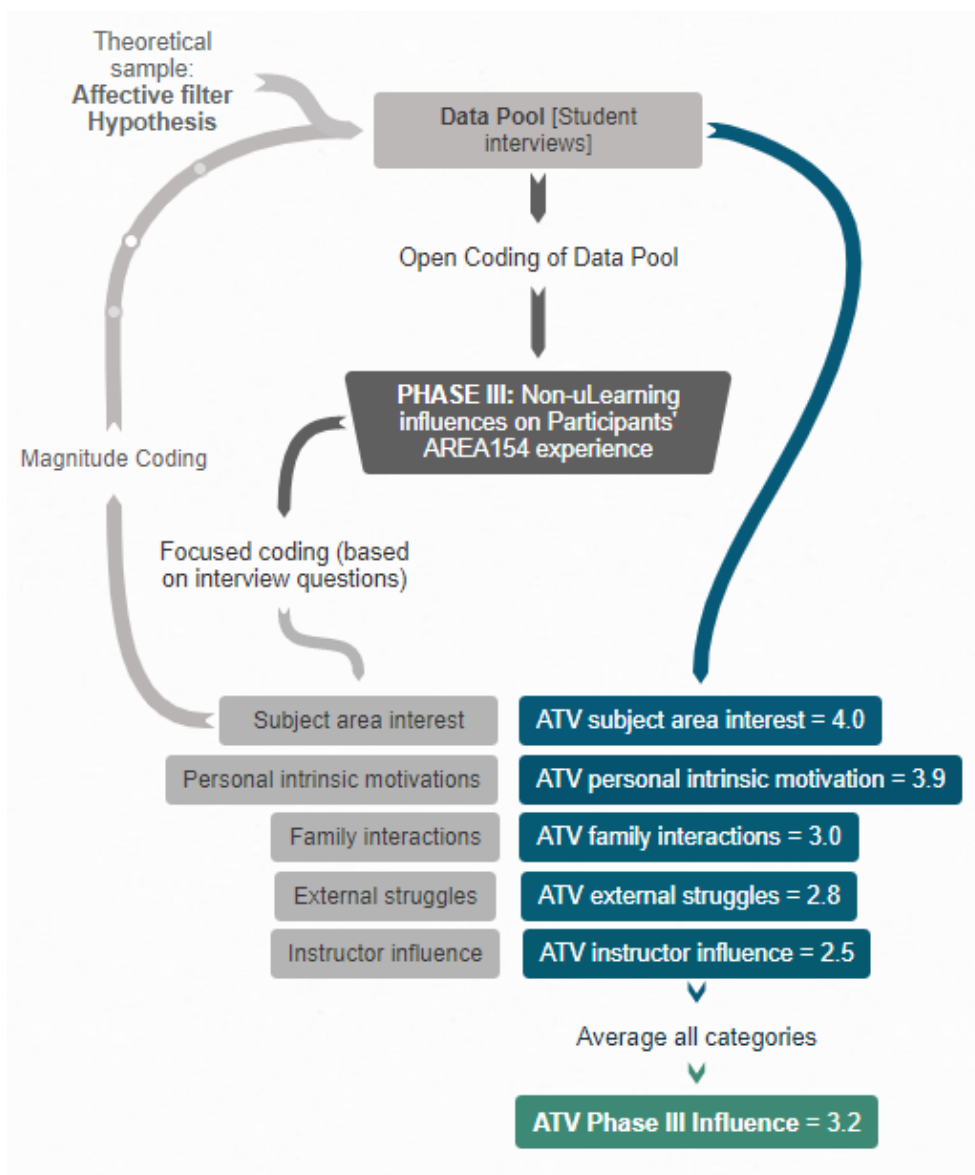 Theoretical
sample:
Affective filter
Hypothesis
Data Pool [Student
interviews]
Open Coding of Data Pool
PHASE III: Non-uLearning
influences on Participants'
AREA154 experience
Magnitude Coding
Focused coding (based
on interview questions)
Subject area interest
ATV subject area interest = 4.0
Personal intrinsic motivations
ATV personal intrinsic motivation = 3.9
Family interactions
ATV family interactions = 3.0
External struggles
ATV external struggles = 2.8
Instructor influence
ATV instructor influence = 2.5
Average all categories
ATV Phase III Influence = 3.2